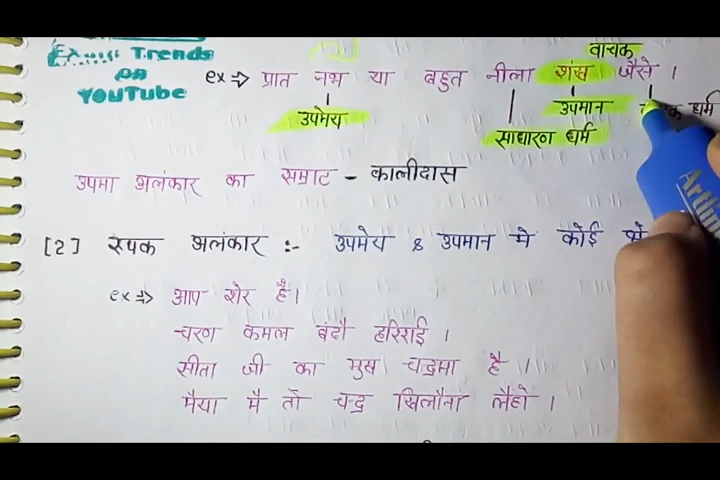 Trends
on
YouTube
वाचक
ex⇒ प्रात नभ था बहुत नीला शंख जैसे ।
उपमेय
उपमान
धर्म
साधारण धर्म
उपमा अलंकार का सम्राट - कालीदास
[2] रुपक अलंकार :- उपमेय & उपमान मे कोई
ex⇒ आप शेर है।
चरण कमल बंदौ हरिराई ।
सीता जी का मुख चन्द्रमा है ।
मैया मै तो चन्द्र खिलौना लैहो ।